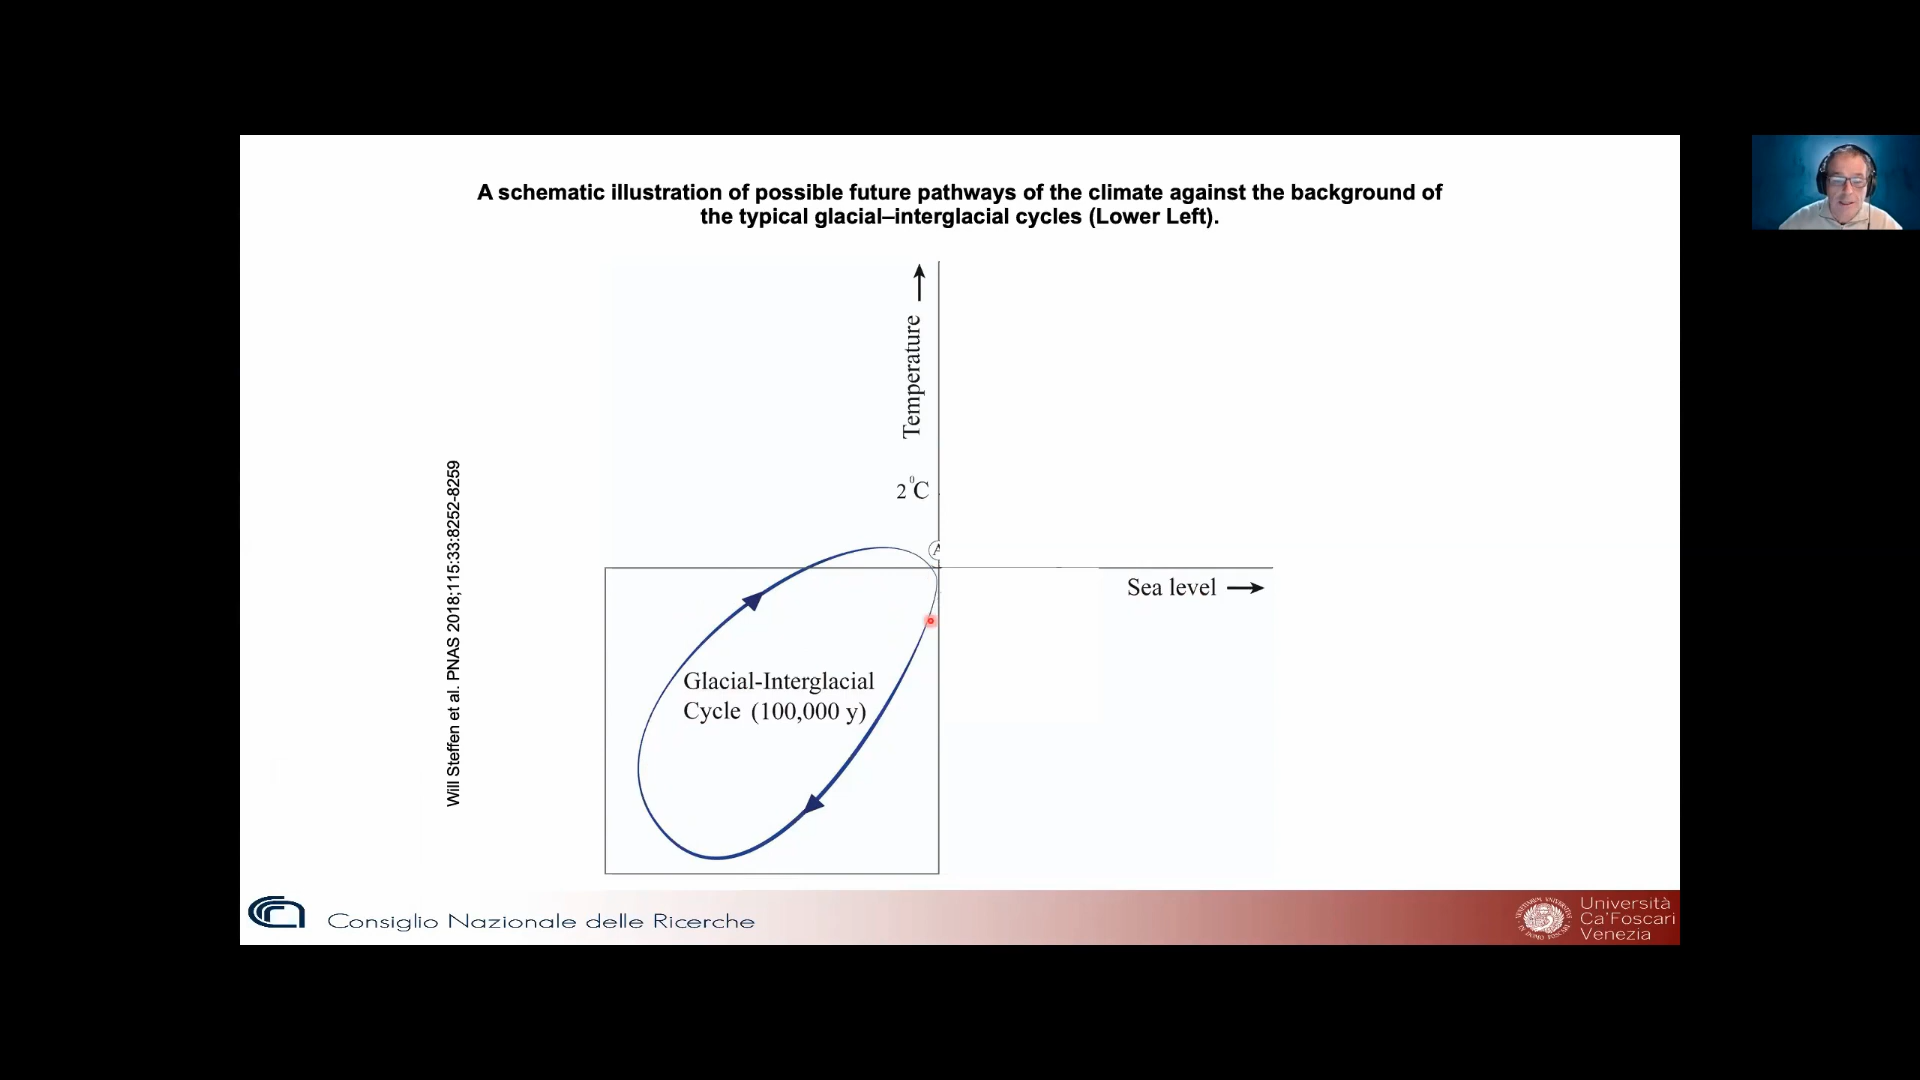 A schematic illustration of possible future pathways of the climate against the background of
the typical glacial–interglacial cycles (Lower Left).
Temperature
2 °C
A
Sea level
Glacial-Interglacial
Cycle (100,000 y)
Will Steffen et al. PNAS 2018;115:33:8252-8259
Consiglio Nazionale delle Ricerche
Università
Ca'Foscari
Venezia